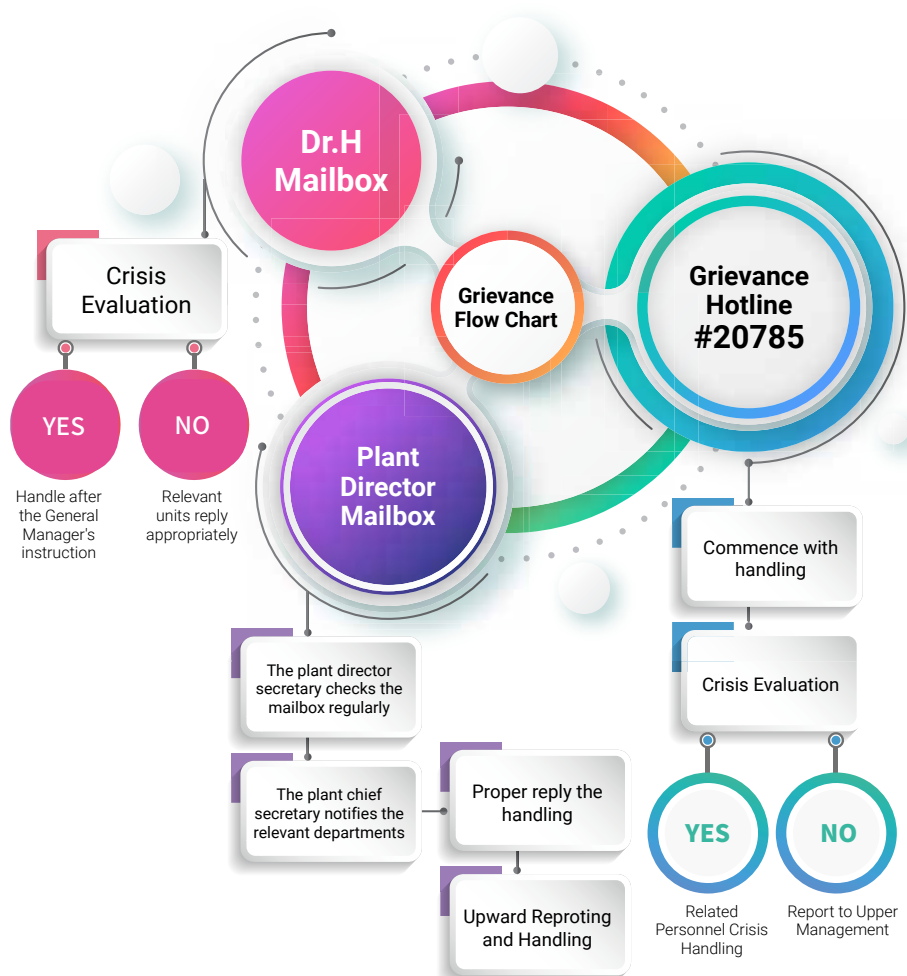 Dr.H
Mailbox
Grievance
Flow Chart
Grievance
Hotline
#20785
Crisis
Evaluation
YES
NO
Handle after
the General
Manager's
instruction
Relevant
units reply
appropriately
Plant
Director
Mailbox
The plant director
secretary checks the
mailbox regularly
The plant chief
secretary notifies the
relevant departments
Proper reply the
handling
Upward Reproting
and Handling
Commence with
handling
Crisis Evaluation
YES
NO
Related
Personnel Crisis
Handling
Report to Upper
Management